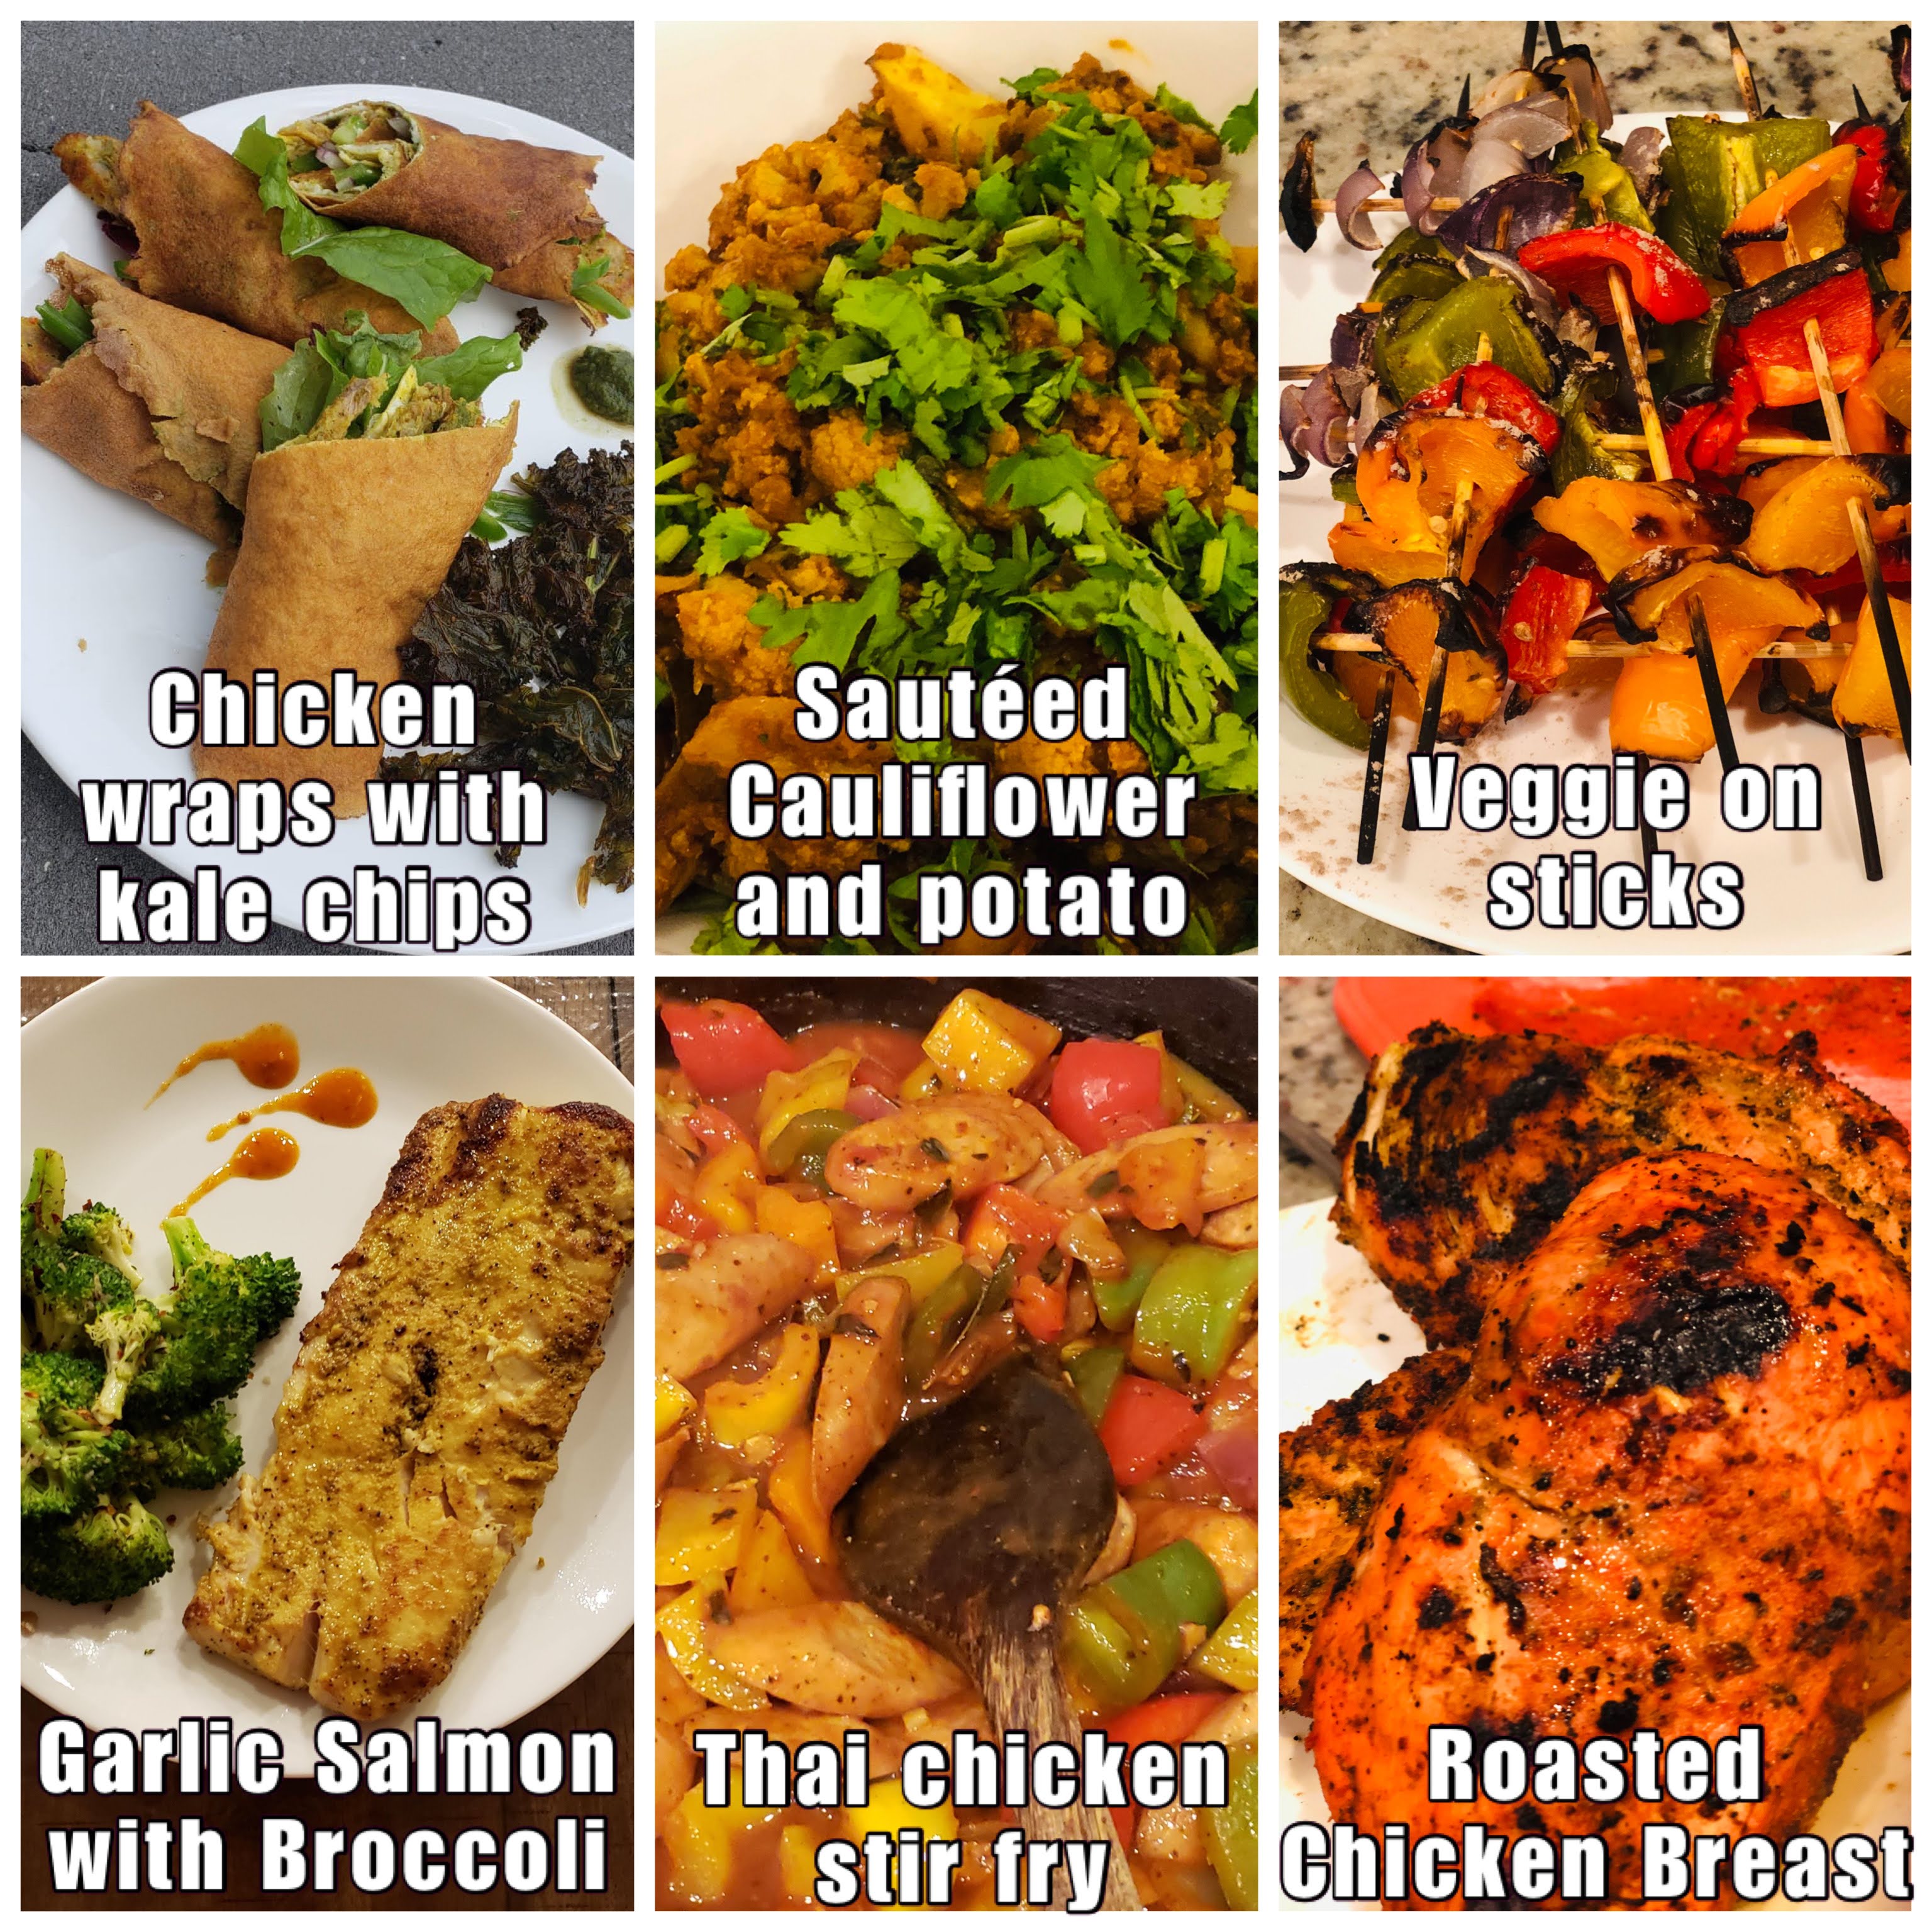 Chicken
wraps with
kale chips
Sautéed
Cauliflower
and potato
Veggie on
sticks
Garlic Salmon
with Broccoli
Thai chicken
stir fry
Roasted
Chicken Breast